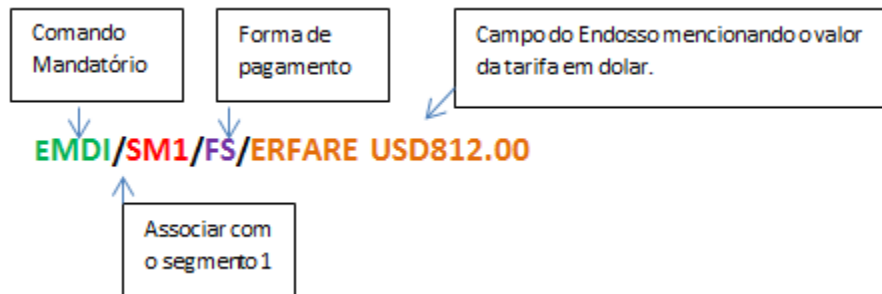 Comando
Mandatório
Forma de
pagamento
Campo do Endosso mencionando o valor
da tarifa em dolar.
EMDI/SM1/FS/ERFARE USD812.00
Associar com
o segmento 1